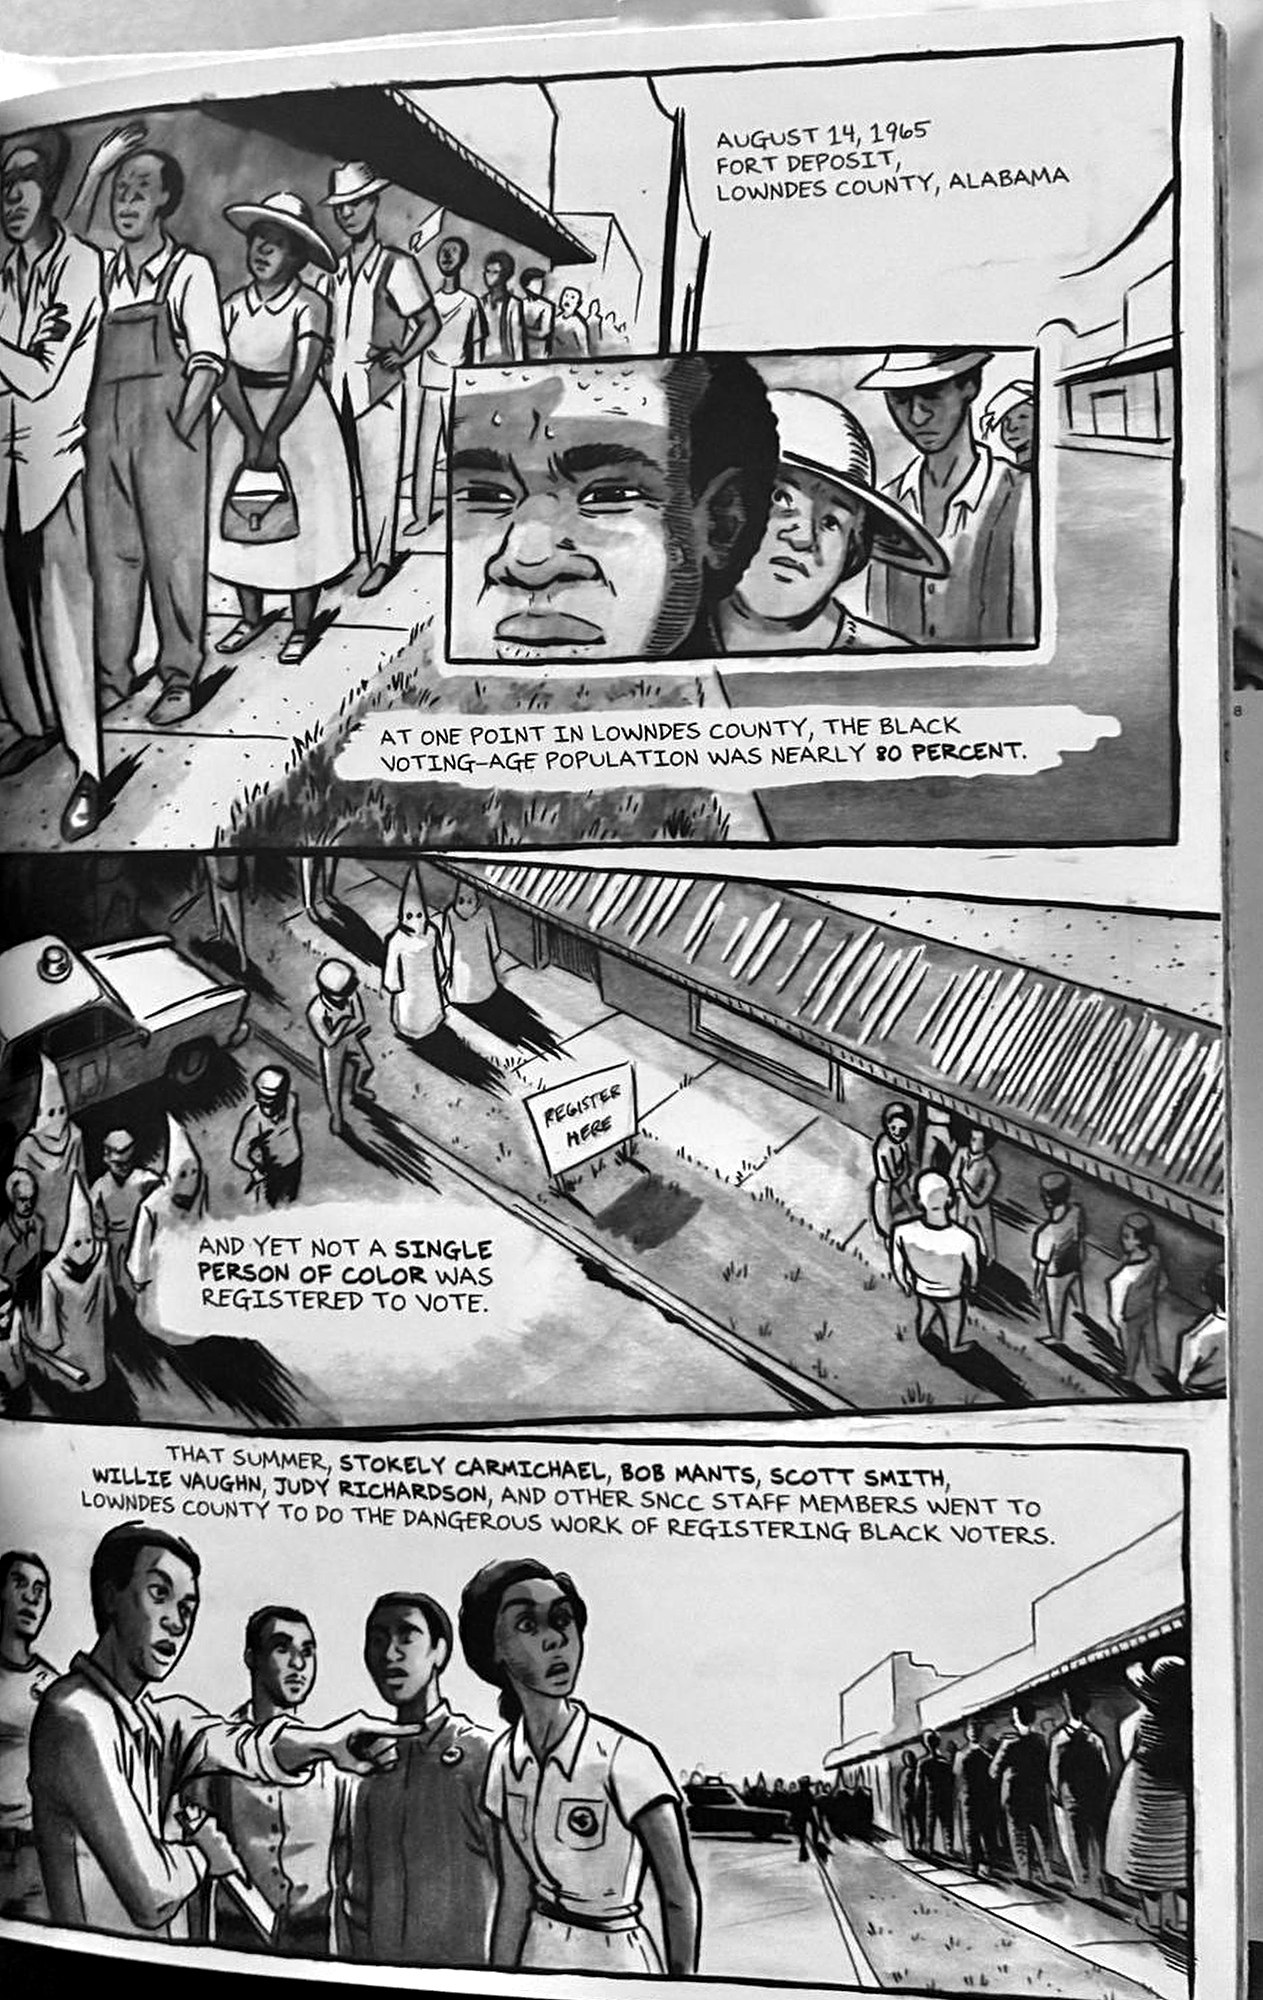 AUGUST 14, 1965
FORT DEPOSIT,
LOWNDES COUNTY, ALABAMA
AT ONE POINT IN LOWNDES COUNTY, THE BLACK
VOTING-AGE POPULATION WAS NEARLY 80 PERCENT.
REGISTER
HERE
AND YET NOT A SINGLE
PERSON OF COLOR WAS
REGISTERED TO VOTE.
THAT SUMMER, STOKELY CARMICHAEL, BOB MANTS, SCOTT SMITH,
WILLIE VAUGHN, JUDY RICHARDSON, AND OTHER SNCC STAFF MEMBERS WENT TO
LOWNDES COUNTY TO DO THE DANGEROUS WORK OF REGISTERING BLACK VOTERS.
8